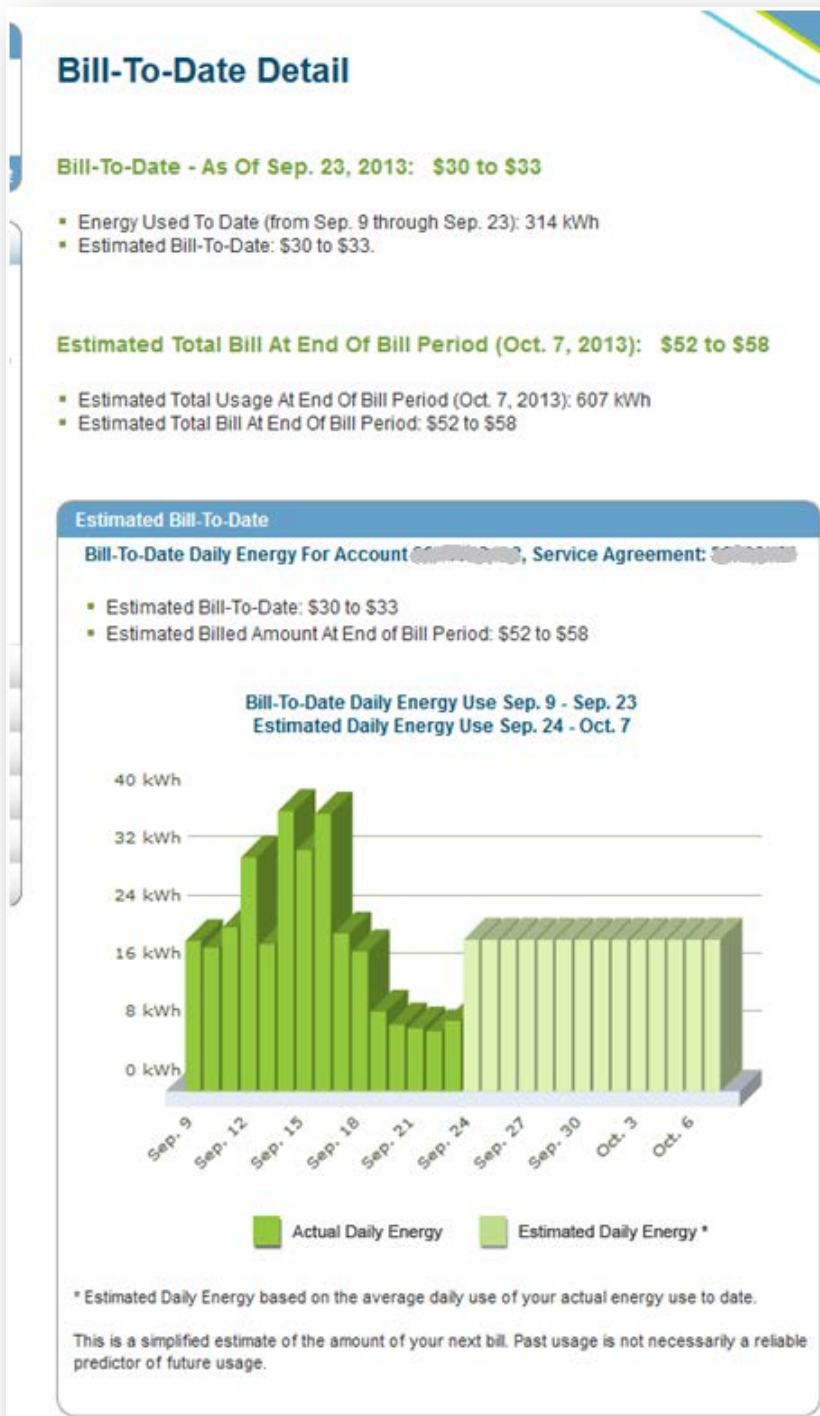 Bill-To-Date Detail
Bill-To-Date - As Of Sep. 23, 2013: $30 to $33
Energy Used To Date (from Sep. 9 through Sep. 23): 314 kWh
Estimated Bill-To-Date: $30 to $33.
Estimated Total Bill At End Of Bill Period (Oct. 7, 2013): $52 to $58
Estimated Total Usage At End Of Bill Period (Oct. 7, 2013): 607 kWh
Estimated Total Bill At End Of Bill Period: $52 to $58
Estimated Bill-To-Date
Bill-To-Date Daily Energy For Account , Service Agreement:
Estimated Bill-To-Date: $30 to $33
Estimated Billed Amount At End of Bill Period: $52 to $58
Bill-To-Date Daily Energy Use Sep. 9 - Sep. 23
Estimated Daily Energy Use Sep. 24 - Oct. 7
40 kWh
32 kWh
24 kWh
16 kWh
8 kWh
0 kWh
Sep. 9 Sep. 12 Sep. 15 Sep. 18 Sep. 21 Sep. 24 Sep. 27 Sep. 30 Oct. 3 Oct. 6
Actual Daily Energy Estimated Daily Energy *
* Estimated Daily Energy based on the average daily use of your actual energy use to date.
This is a simplified estimate of the amount of your next bill. Past usage is not necessarily a reliable
predictor of future usage.